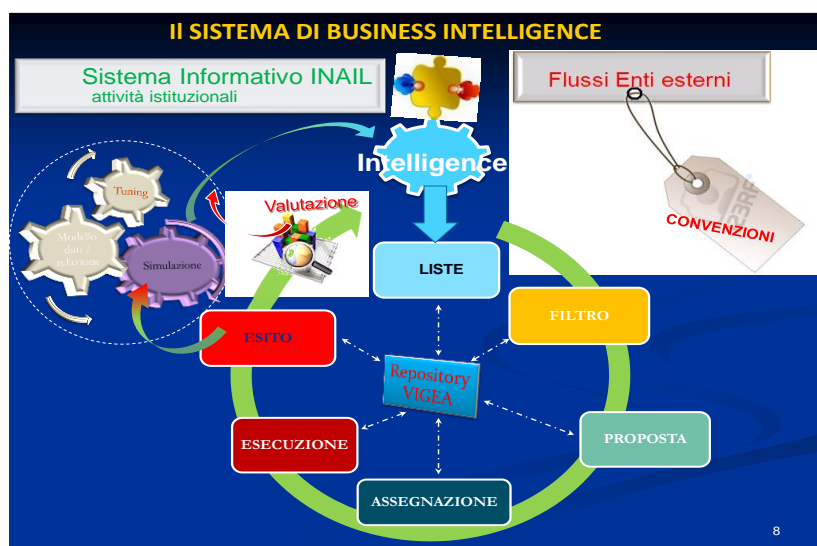 Il SISTEMA DI BUSINESS INTELLIGENCE
Sistema Informativo INAIL
attività istituzionali
Flussi Enti esterni
Intelligence
Tuning
Modello
dati /
relazione
Simulazione
Valutazione
CONVENZIONI
123RF
LISTE
FILTRO
ESITO
Repository
VIGEA
ESECUZIONE
PROPOSTA
ASSEGNAZIONE
8